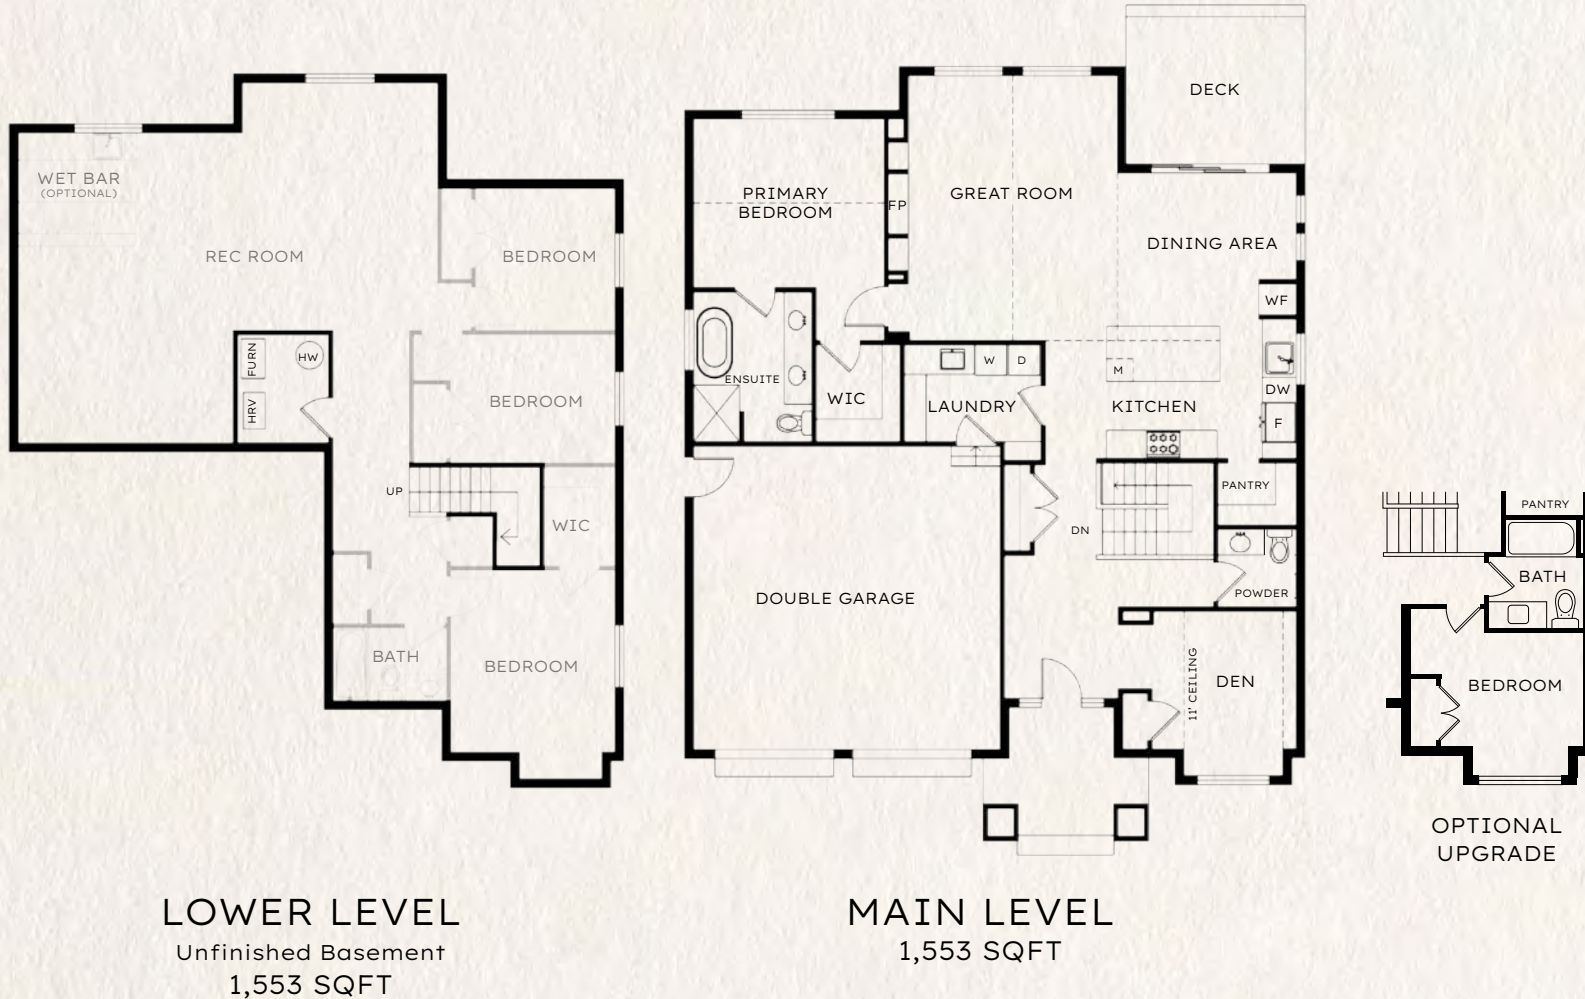 WET BAR
(OPTIONAL)
REC ROOM
BEDROOM
FURN
HW
HRV
BEDROOM
UP
WIC
BATH
BEDROOM
LOWER LEVEL
Unfinished Basement
1,553 SQFT
DECK
PRIMARY
BEDROOM
FP
GREAT ROOM
DINING AREA
WF
ENSUITE
WIC
W
D
LAUNDRY
M
KITCHEN
DW
F
PANTRY
DN
POWDER
DOUBLE GARAGE
11' CEILING
DEN
MAIN LEVEL
1,553 SQFT
PANTRY
BATH
BEDROOM
OPTIONAL
UPGRADE